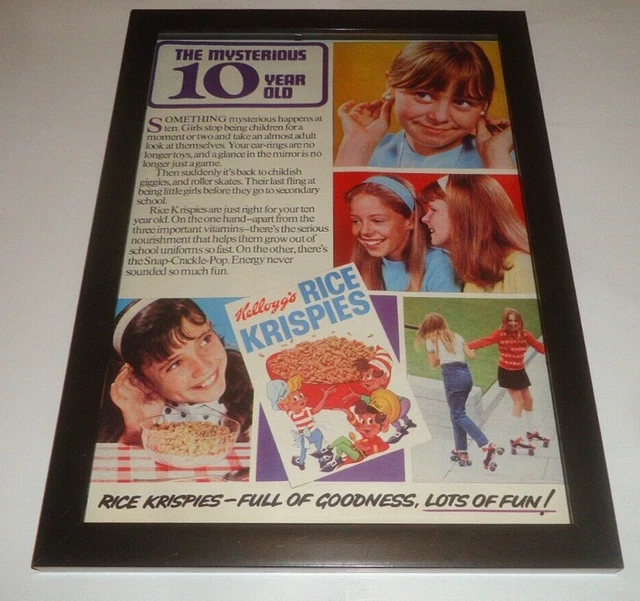 THE MYSTERIOUS
10 YEAR
OLD
SOMETHING mysterious happens at
ten. Girls stop being children for a
moment or two and take an almost adult
look at themselves. Your ear-rings are no
longer toys, and a glance in the mirror is no
longer just a game.
Then suddenly it's back to childish
giggies, and roller skates. Their last fling at
being little girls before they go to secondary
school.
Rice Krispies are just right for your ten
year old. On the one hand–apart from the
three important vitamins–there's the serious
nourishment that helps them grow out of
school uniforms so fast. On the other, there's
the Snap-Crackle-Pop. Energy never
sounded so much fun.
Kellogg's RICE
KRISPIES
RICE KRISPIES–FULL OF GOODNESS, LOTS OF FUN!